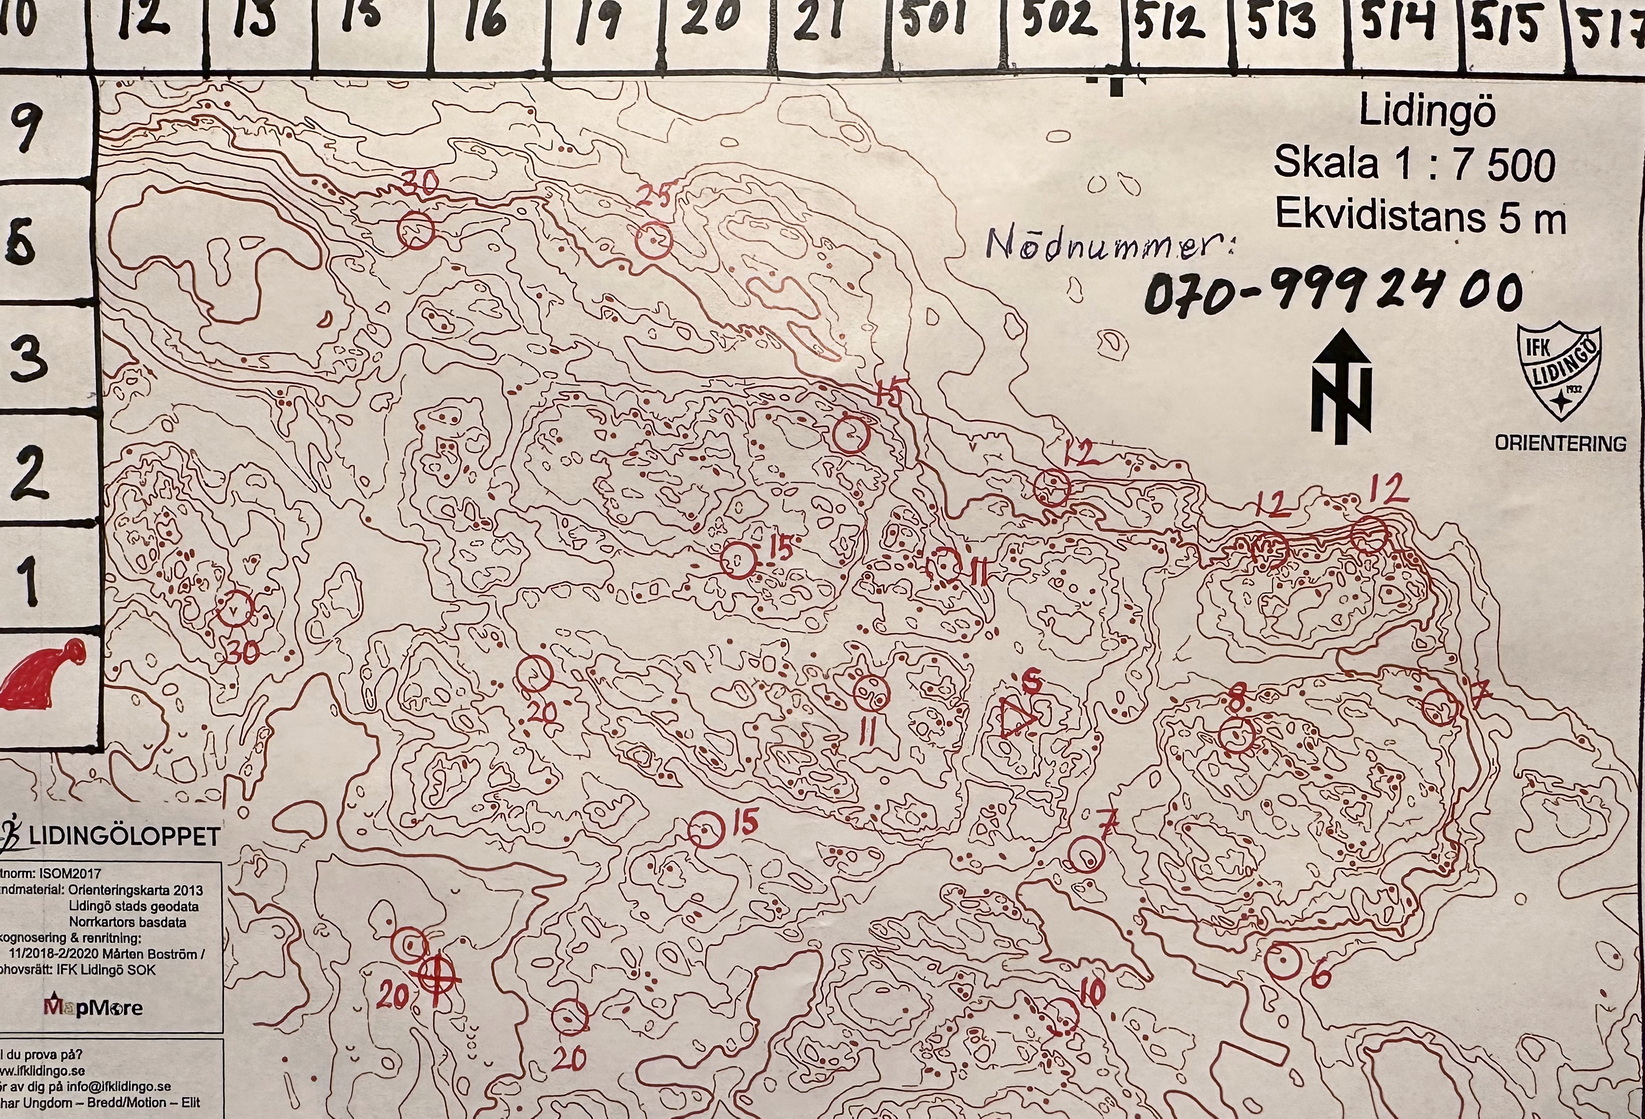 10 12 13 15 16 19 20 21 501 502 512 513 514 515 517
9
6
3
2
1
Lidingö
Skala 1 : 7 500
Ekvidistans 5 m
Nödnummer:
070-9992400
N
IFK
LIDINGÖ
1932
ORIENTERING
30
25
15
12
12
12
15
11
30
20
11
5
8
7
15
7
20
6
10
20
LIDINGÖLOPPET
tnorm: ISOM2017
ndmaterial: Orienteringskarta 2013
Lidingö stads geodata
Norrkartors basdata
kognosering & renritning:
11/2018-2/2020 Mårten Boström /
phovsrätt: IFK Lidingö SOK
MapMore
l du prova på?
ww.ifklidingo.se
ör av dig på info@ifklidingo.se
har Ungdom – Bredd/Motion – Elit